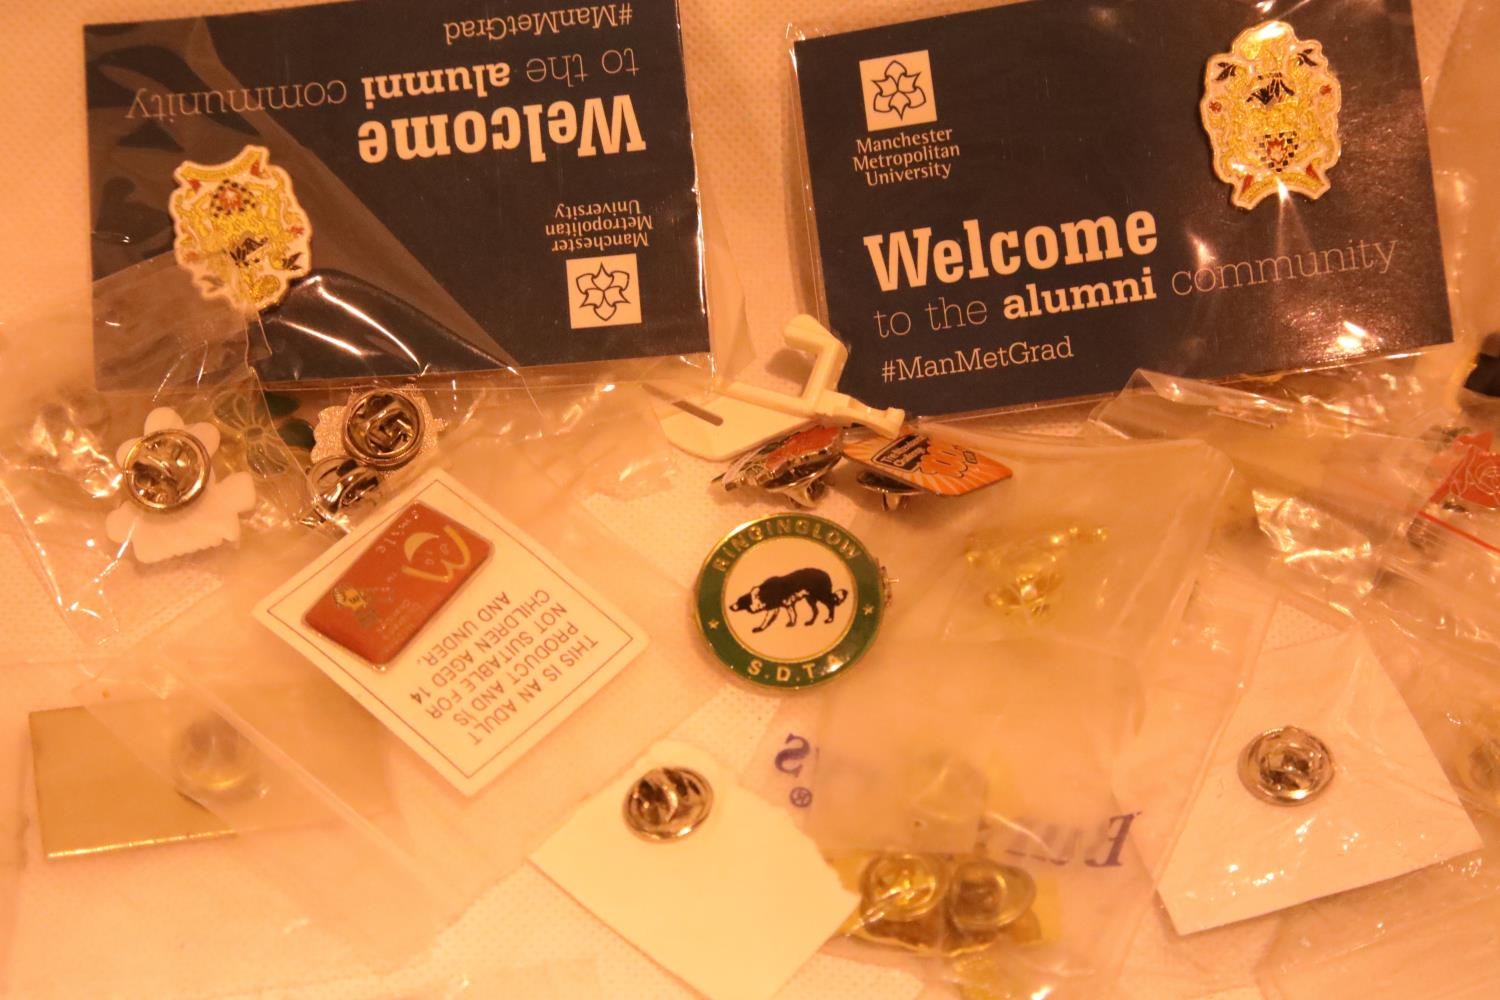 #ManMetGrad
to the alumni community
Welcome
Manchester
Metropolitan
University
Manchester
Metropolitan
University
Welcome
to the alumni community
#ManMetGrad
THIS IS AN ADULT
PRODUCT AND IS
NOT SUITABLE FOR
CHILDREN AGED 14
AND UNDER.
RINGINGLOW
S.D.T.A.